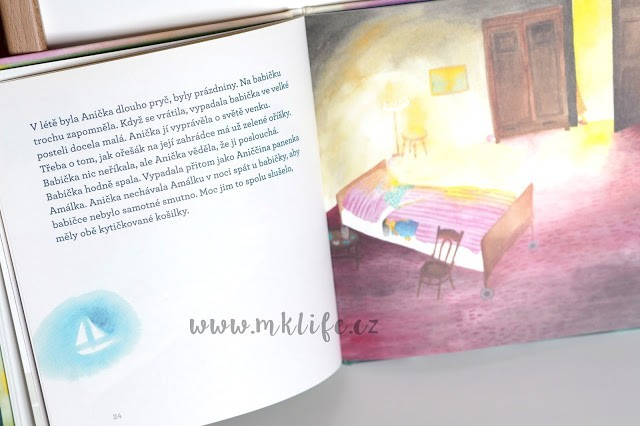 V létě byla Anička dlouho pryč, byly prázdniny. Na babičku
trochu zapomněla. Když se vrátila, vypadala babička ve velké
posteli docela malá. Anička jí vyprávěla o světě venku.
Třeba o tom, jak ořešák na její zahrádce má už zelené oříšky.
Babička nic neříkala, ale Anička věděla, že ji poslouchá.
Babička hodně spala. Vypadala přitom jako Aniččina panenka
Amálka. Anička nechávala Amálku v noci spát u babičky, aby
babičce nebylo samotné smutno. Moc jim to spolu slušelo,
měly obě kytičkované košilky.
www.mklife.cz
24